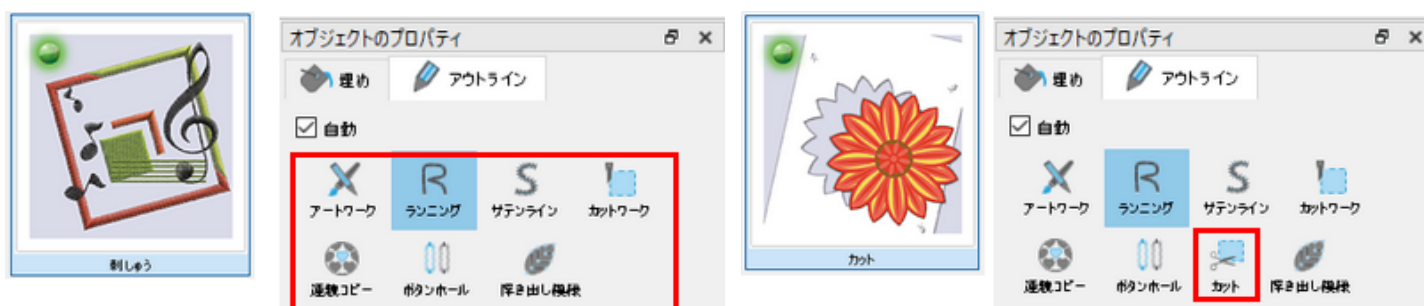 刺しゅう
オブジェクトのプロパティ
埋め アウトライン
自動
アートワーク ランニング サテンライン カットワーク
連続コピー ボタンホール 浮き出し模様
カット
オブジェクトのプロパティ
埋め アウトライン
自動
アートワーク ランニング サテンライン カットワーク
連続コピー ボタンホール カット 浮き出し模様